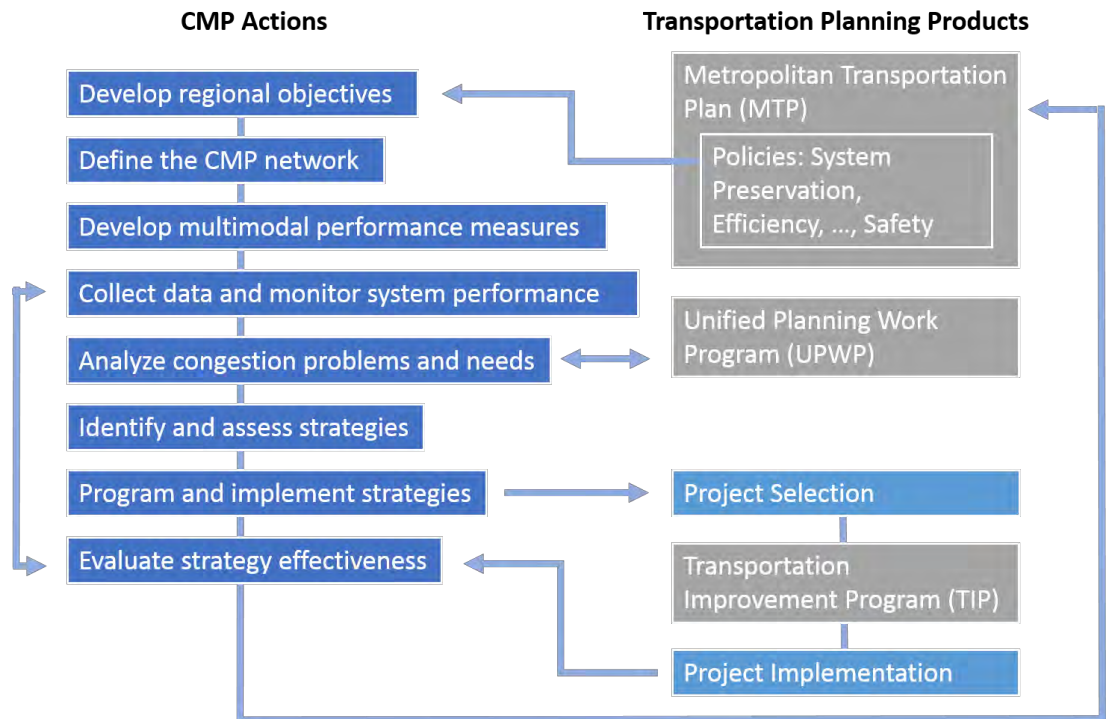 CMP Actions
Develop regional objectives
Define the CMP network
Develop multimodal performance measures
Collect data and monitor system performance
Analyze congestion problems and needs
Identify and assess strategies
Program and implement strategies
Evaluate strategy effectiveness
Transportation Planning Products
Metropolitan Transportation
Plan (MTP)
Policies: System
Preservation,
Efficiency, ..., Safety
Unified Planning Work
Program (UPWP)
Project Selection
Transportation
Improvement Program (TIP)
Project Implementation